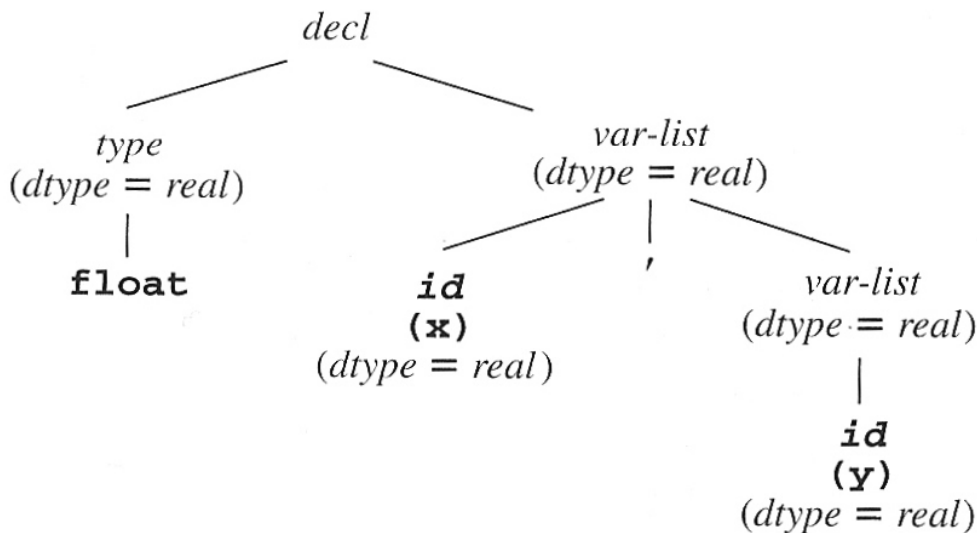 decl
type
(dtype = real)
var-list
(dtype = real)
float
id
(x)
(dtype = real)
,
var-list
(dtype = real)
id
(y)
(dtype = real)